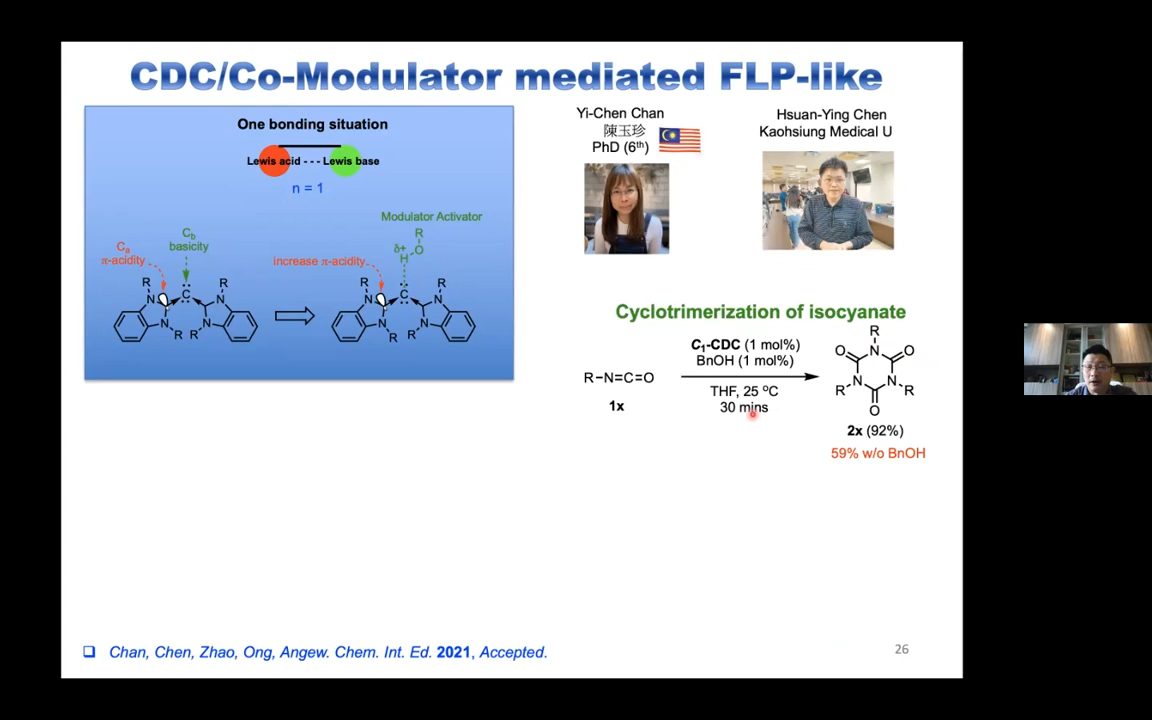 CDC/Co-Modulator mediated FLP-like
One bonding situation
Lewis acid - - - Lewis base
n = 1
Modulator Activator
R
O
δ+
H
Cb
basicity
Ca
π-acidity
increase π-acidity
R
N
C
N
R
N
R
R
N
R
N
C
N
R
N
R
R
N
Yi-Chen Chan
陳玉珍
PhD (6th)
Hsuan-Ying Chen
Kaohsiung Medical U
Cyclotrimerization of isocyanate
R−N=C=O
1x
C1-CDC (1 mol%)
BnOH (1 mol%)
THF, 25 ºC
30 mins
R
O
N
O
R
N
N
R
O
2x (92%)
59% w/o BnOH
❑ Chan, Chen, Zhao, Ong, Angew. Chem. Int. Ed. 2021, Accepted.
26